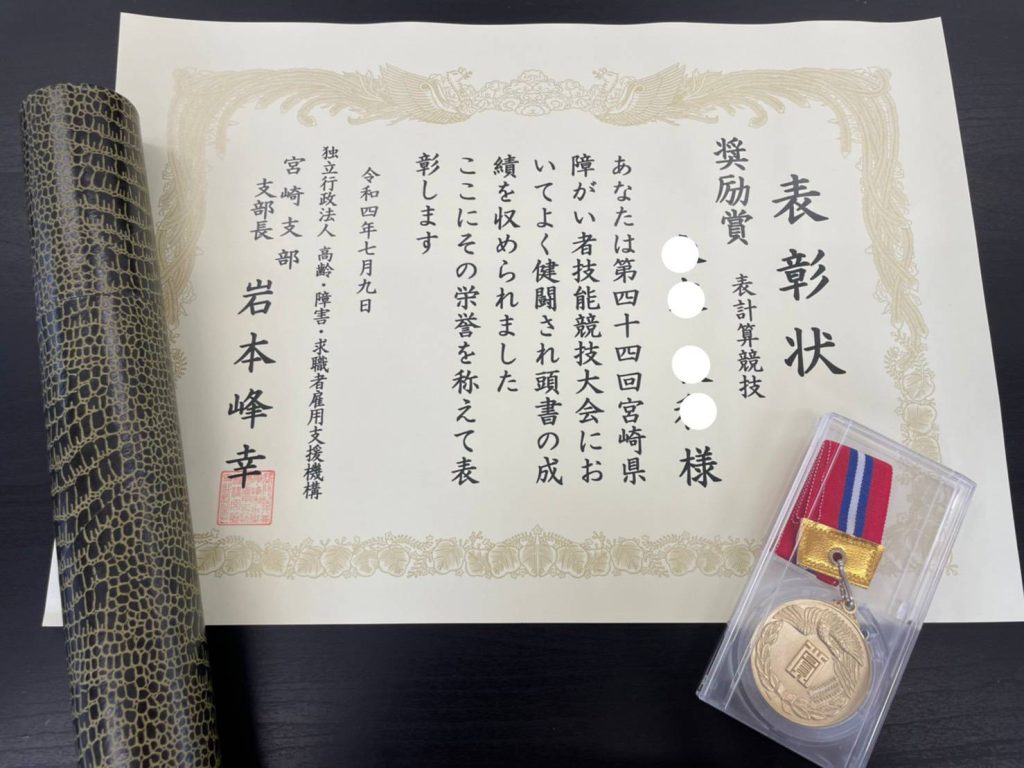 表彰状
奨励賞 表計算競技
様
あなたは第四十四回宮崎県
障がい者技能競技大会にお
いてよく健闘され頭書の成
績を収められました
ここにその栄誉を称えて表
彰します
令和四年七月九日
独立行政法人 高齢・障害・求職者雇用支援機構
宮崎支部
支部長 岩本峰幸
賞